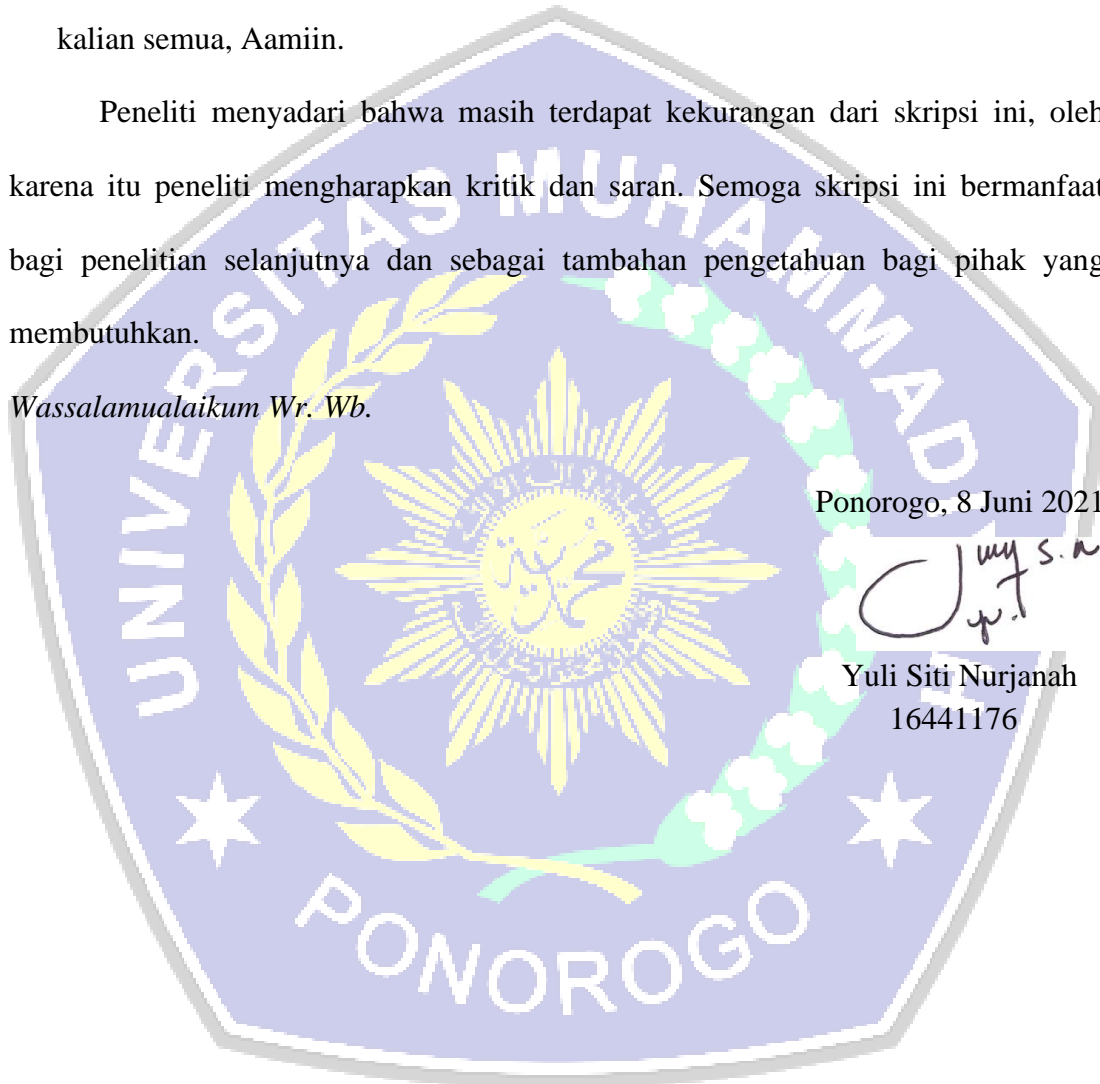 kalian semua, Aamiin.
Peneliti menyadari bahwa masih terdapat kekurangan dari skripsi ini, oleh
karena itu peneliti mengharapkan kritik dan saran. Semoga skripsi ini bermanfaat
bagi penelitian selanjutnya dan sebagai tambahan pengetahuan bagi pihak yang
membutuhkan.
Wassalamualaikum Wr. Wb.
Ponorogo, 8 Juni 2021
Yuli Siti Nurjanah
16441176
UNIVERSITAS MUHAMMADIYAH
PONOROGO